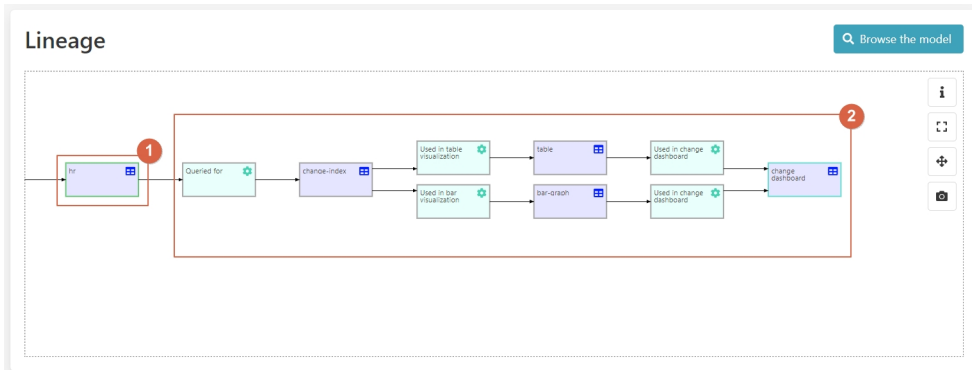 Lineage
Browse the model
1
2
hr
Queried for
change-index
Used in table
visualization
table
Used in change
dashboard
change
dashboard
Used in bar
visualization
bar-graph
Used in change
dashboard